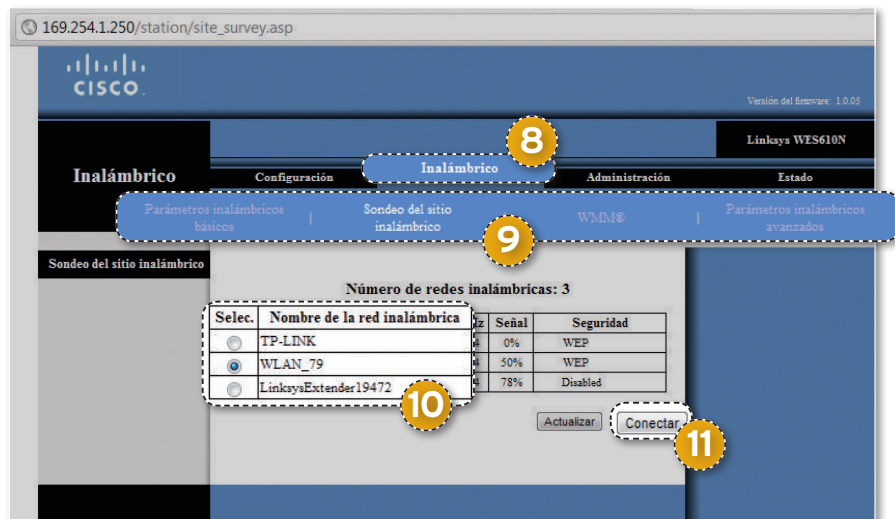 169.254.1.250/station/site_survey.asp
CISCO.
Versión del firmware: 1.0.05
Linksys WES610N
8
Inalámbrico
Configuración
Inalámbrico
Administración
Estado
Parámetros inalámbricos básicos
|
Sondeo del sitio inalámbrico
WMM®
|
Parámetros inalámbricos avanzados
9
Sondeo del sitio inalámbrico
Número de redes inalámbricas: 3
Selec. Nombre de la red inalámbrica Señal Seguridad
TP-LINK 4 0% WEP
WLAN_79 4 50% WEP
LinksysExtender19472 4 78% Disabled
10
Actualizar Conectar
11